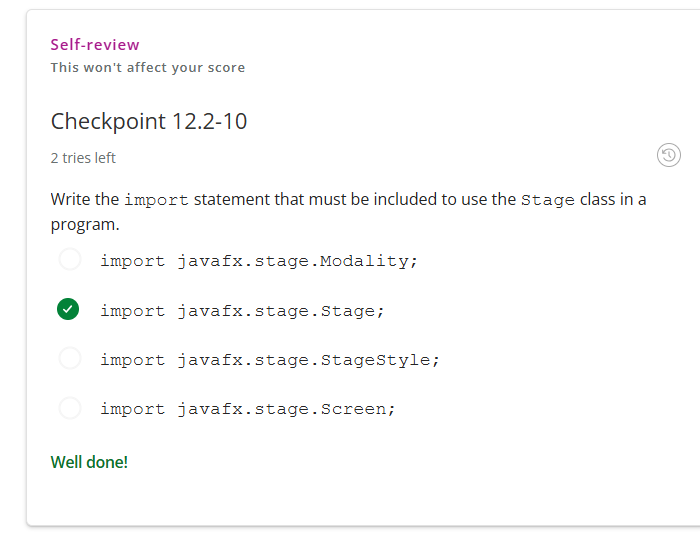 Self-review
This won't affect your score
Checkpoint 12.2-10
2 tries left
Write the import statement that must be included to use the Stage class in a
program.
import javafx.stage.Modality;
import javafx.stage.Stage;
import javafx.stage.StageStyle;
import javafx.stage.Screen;
Well done!